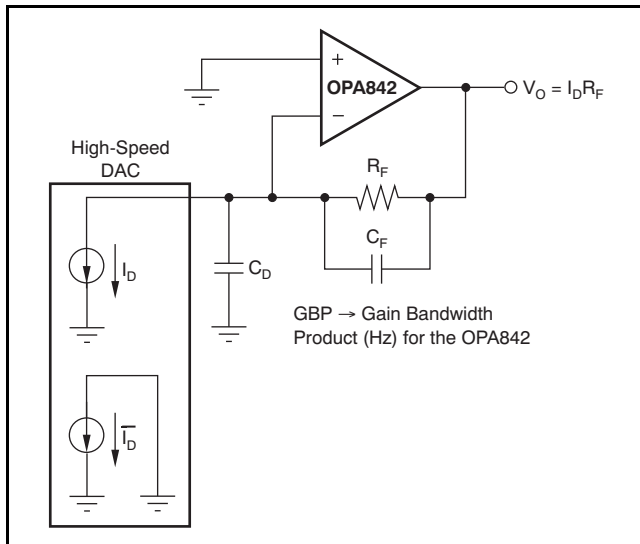 +
OPA842
−
V_O = I_D R_F
High-Speed
DAC
R_F
C_F
I_D
C_D
GBP → Gain Bandwidth
Product (Hz) for the OPA842
I̅_D